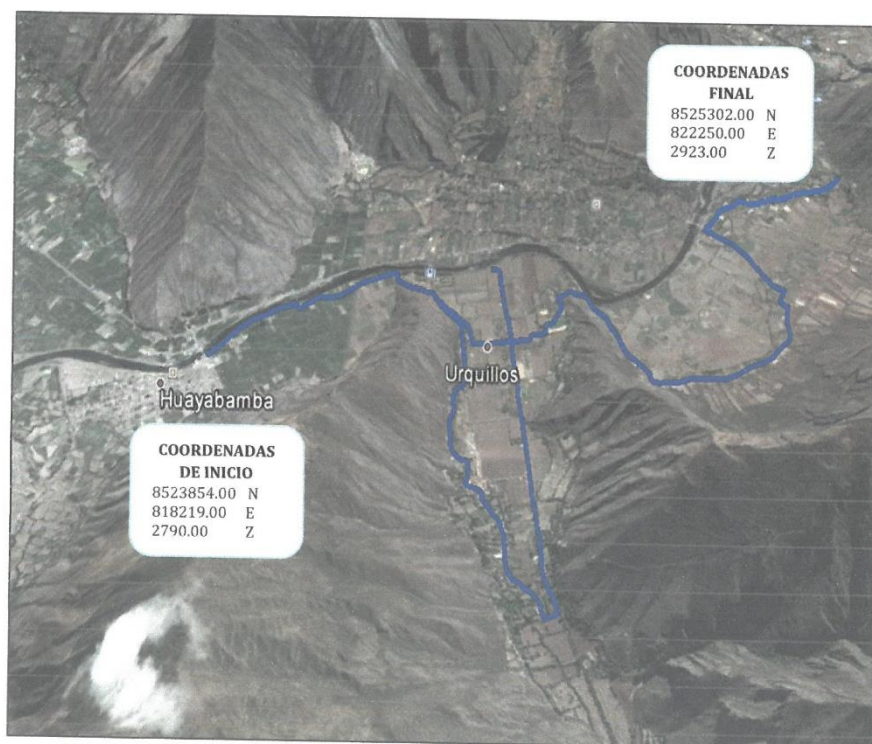 COORDENADAS
FINAL
8525302.00 N
822250.00 E
2923.00 Z
Urquillos
Huayabamba
COORDENADAS
DE INICIO
8523854.00 N
818219.00 E
2790.00 Z